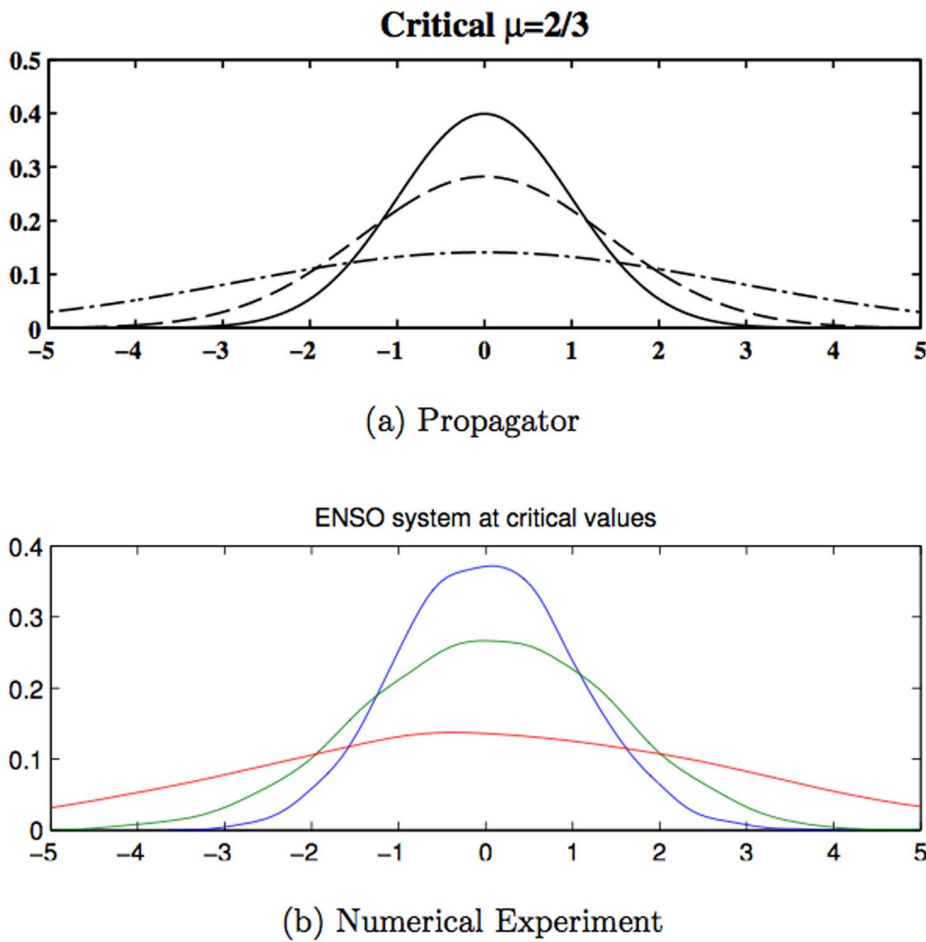 Critical μ=2/3
0.5
0.4
0.3
0.2
0.1
0
−5 −4 −3 −2 −1 0 1 2 3 4 5
(a) Propagator
ENSO system at critical values
0.4
0.3
0.2
0.1
0
−5 −4 −3 −2 −1 0 1 2 3 4 5
(b) Numerical Experiment